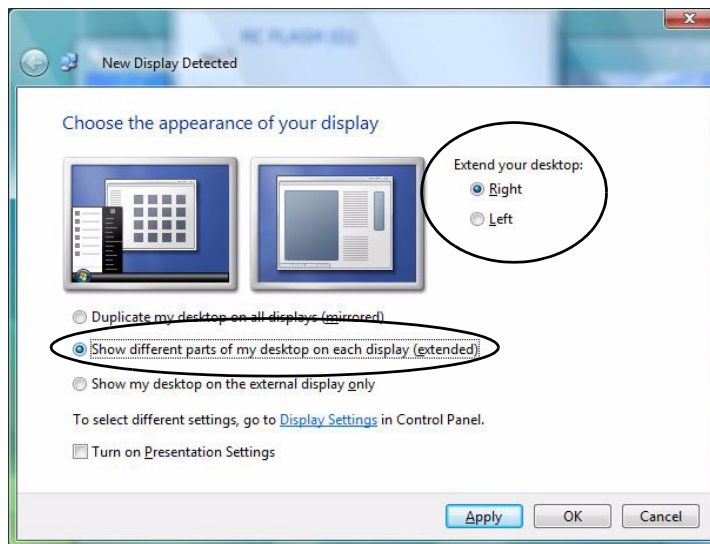 New Display Detected
Choose the appearance of your display
Extend your desktop:
Right
Left
Duplicate my desktop on all displays (mirrored)
Show different parts of my desktop on each display (extended)
Show my desktop on the external display only
To select different settings, go to Display Settings in Control Panel.
Turn on Presentation Settings
Apply OK Cancel